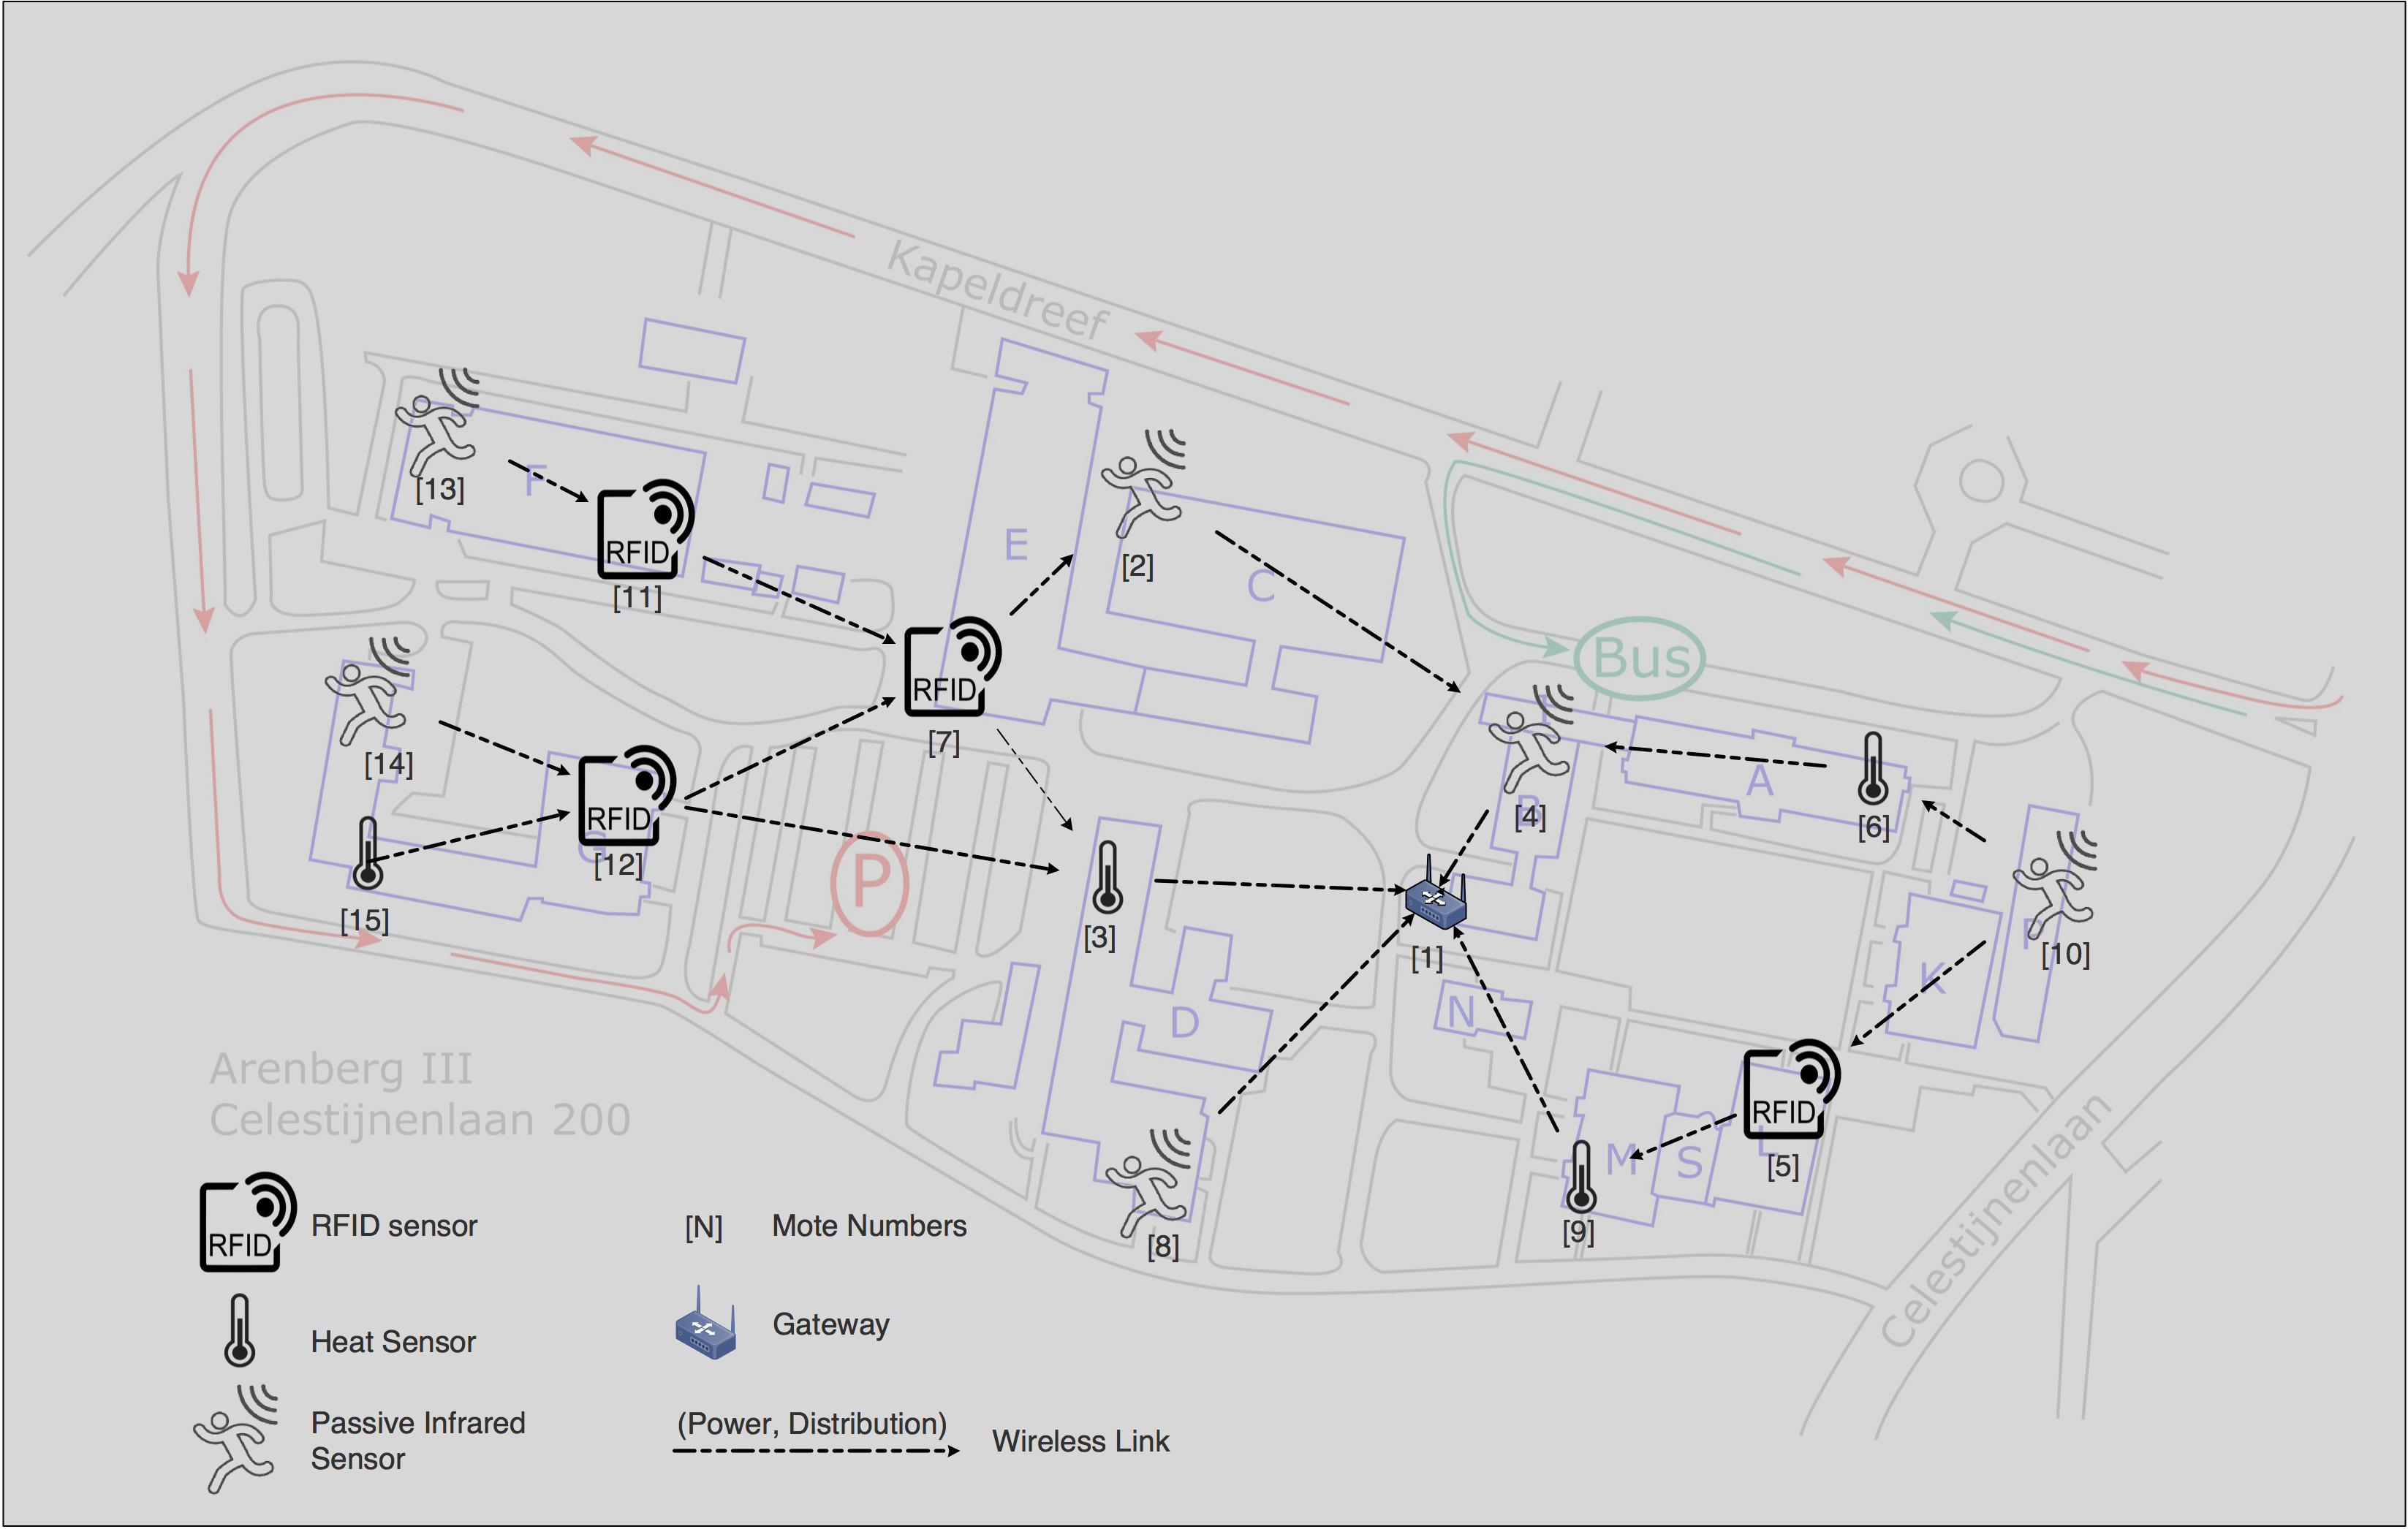 Kapeldreef
[13]
F
RFID
[11]
E
[2]
C
Bus
RFID
[7]
[14]
RFID
G
[12]
[15]
P
[3]
D
[4]
B
A
[6]
[1]
N
K
P
[10]
RFID
L
[5]
M
S
[9]
[8]
Celestijnenlaan
Arenberg III
Celestijnenlaan 200
RFID
RFID sensor
[N]
Mote Numbers
Heat Sensor
Gateway
Passive Infrared
Sensor
(Power, Distribution)
Wireless Link